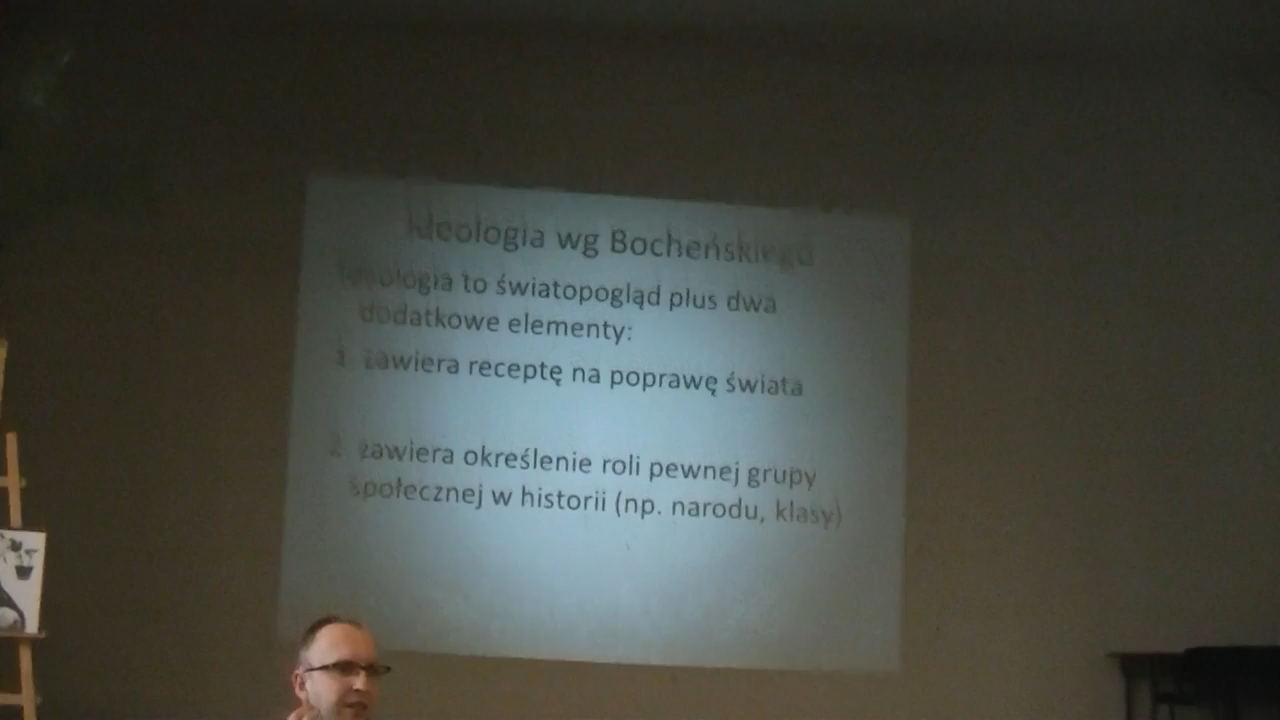 Ideologia wg Bocheńskiego
Ideologia to światopogląd plus dwa
dodatkowe elementy:
1. zawiera receptę na poprawę świata
2. zawiera określenie roli pewnej grupy
społecznej w historii (np. narodu, klasy)